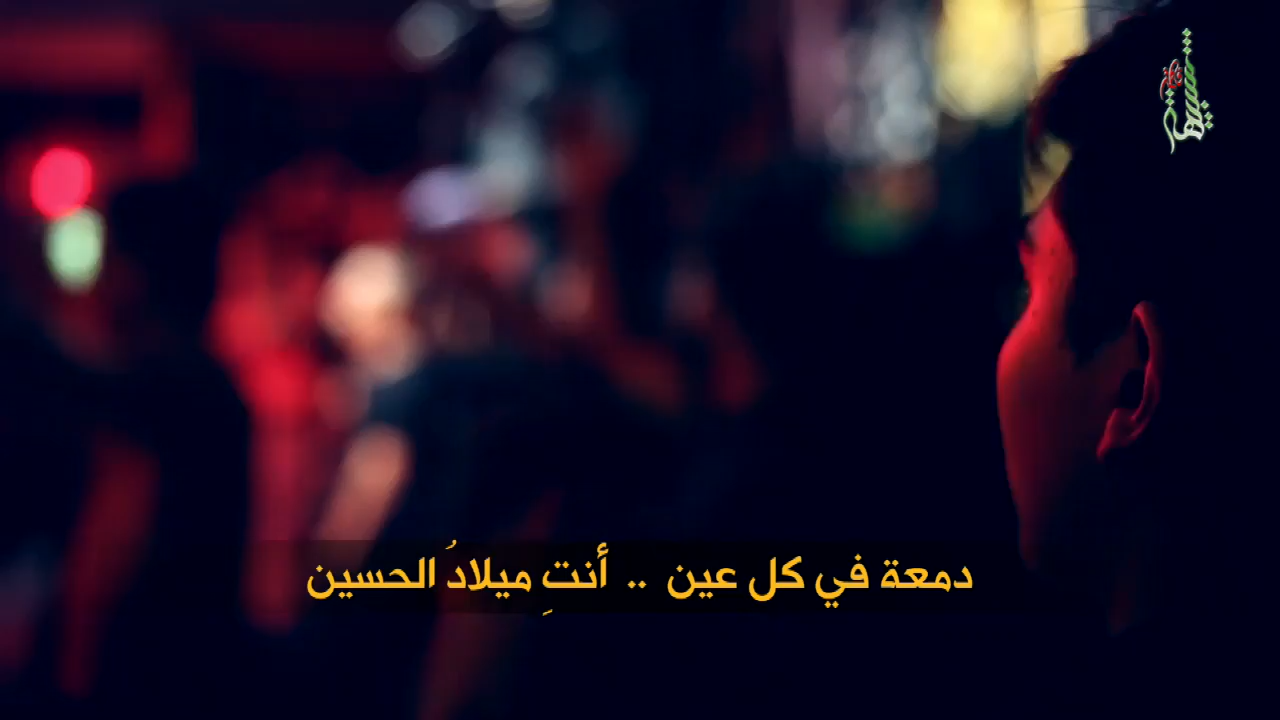 دمعة في كل عين .. أنتِ ميلادُ الحسين